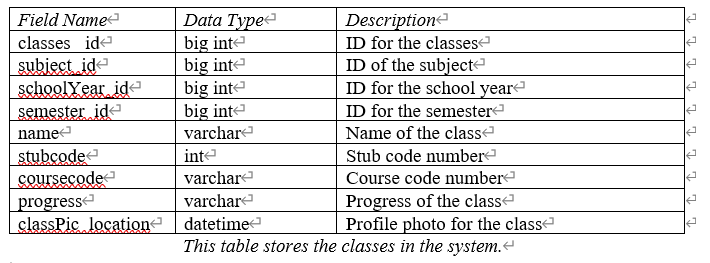 Field Name Data Type Description
classes_id big int ID for the classes
subject_id big int ID of the subject
schoolYear_id big int ID for the school year
semester_id big int ID for the semester
name varchar Name of the class
stubcode int Stub code number
coursecode varchar Course code number
progress varchar Progress of the class
classPic_location datetime Profile photo for the class
This table stores the classes in the system.